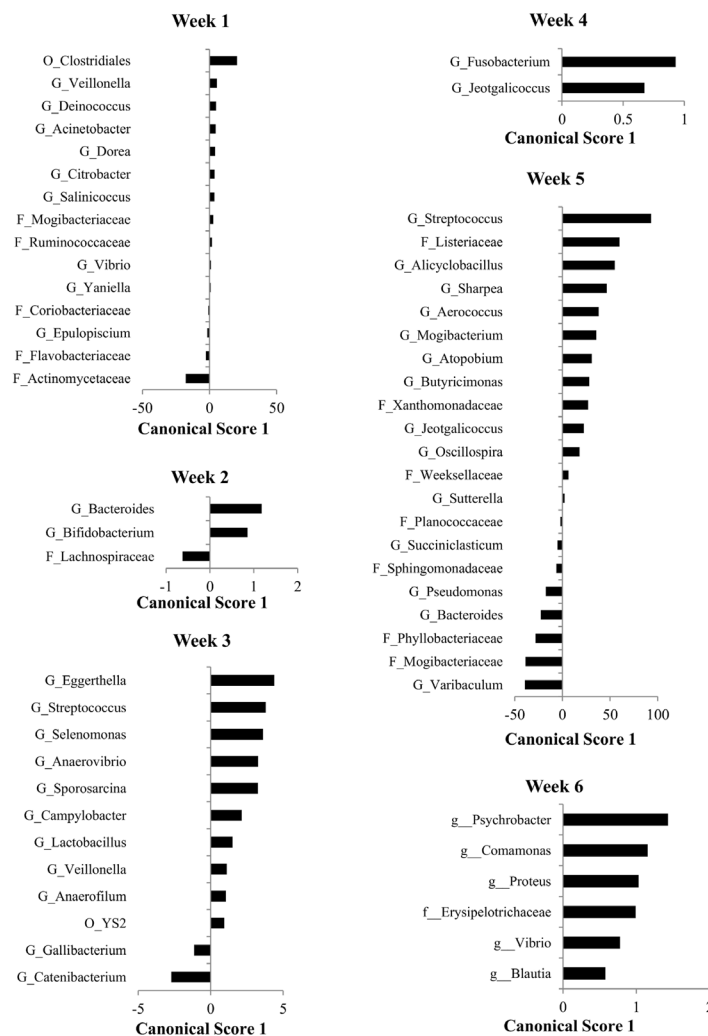 Week 1
O_Clostridiales
G_Veillonella
G_Deinococcus
G_Acinetobacter
G_Dorea
G_Citrobacter
G_Salinicoccus
F_Mogibacteriaceae
F_Ruminococcaceae
G_Vibrio
G_Yaniella
F_Coriobacteriaceae
G_Epulopiscium
F_Flavobacteriaceae
F_Actinomycetaceae
-50 0 50
Canonical Score 1
Week 2
G_Bacteroides
G_Bifidobacterium
F_Lachnospiraceae
-1 0 1 2
Canonical Score 1
Week 3
G_Eggerthella
G_Streptococcus
G_Selenomonas
G_Anaerovibrio
G_Sporosarcina
G_Campylobacter
G_Lactobacillus
G_Veillonella
G_Anaerofilum
O_YS2
G_Gallibacterium
G_Catenibacterium
-5 0 5
Canonical Score 1
Week 4
G_Fusobacterium
G_Jeotgalicoccus
0 0.5 1
Canonical Score 1
Week 5
G_Streptococcus
F_Listeriaceae
G_Alicyclobacillus
G_Sharpea
G_Aerococcus
G_Mogibacterium
G_Atopobium
G_Butyricimonas
F_Xanthomonadaceae
G_Jeotgalicoccus
G_Oscillospira
F_Weeksellaceae
G_Sutterella
F_Planococcaceae
G_Succiniclasticum
F_Sphingomonadaceae
G_Pseudomonas
G_Bacteroides
F_Phyllobacteriaceae
F_Mogibacteriaceae
G_Varibaculum
-50 0 50 100
Canonical Score 1
Week 6
g__Psychrobacter
g__Comamonas
g__Proteus
f__Erysipelotrichaceae
g__Vibrio
g__Blautia
0 1 2
Canonical Score 1